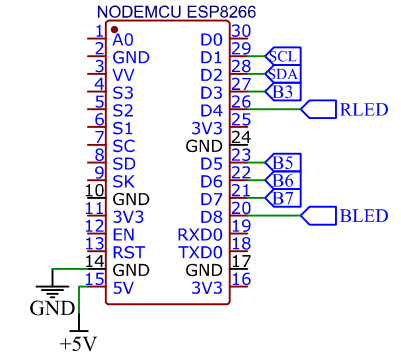 NODEMCU ESP8266
1 A0 D0 30
2 GND D1 29 SCL
3 VV D2 28 SDA
4 S3 D3 27 B3
5 S2 D4 26 RLED
6 S1 3V3 25
7 SC GND 24
8 SD D5 23 B5
9 SK D6 22 B6
10 GND D7 21 B7
11 3V3 D8 20 BLED
12 EN RXD0 19
13 RST TXD0 18
14 GND GND 17
15 5V 3V3 16
GND
+5V